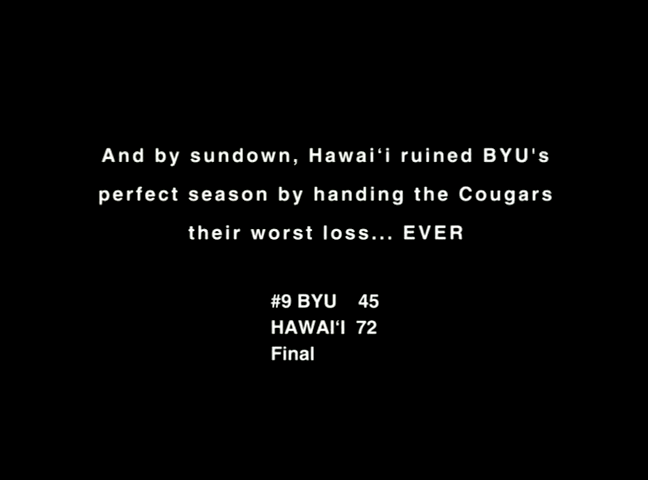 And by sundown, Hawai‘i ruined BYU's
perfect season by handing the Cougars
their worst loss... EVER
#9 BYU 45
HAWAI‘I 72
Final